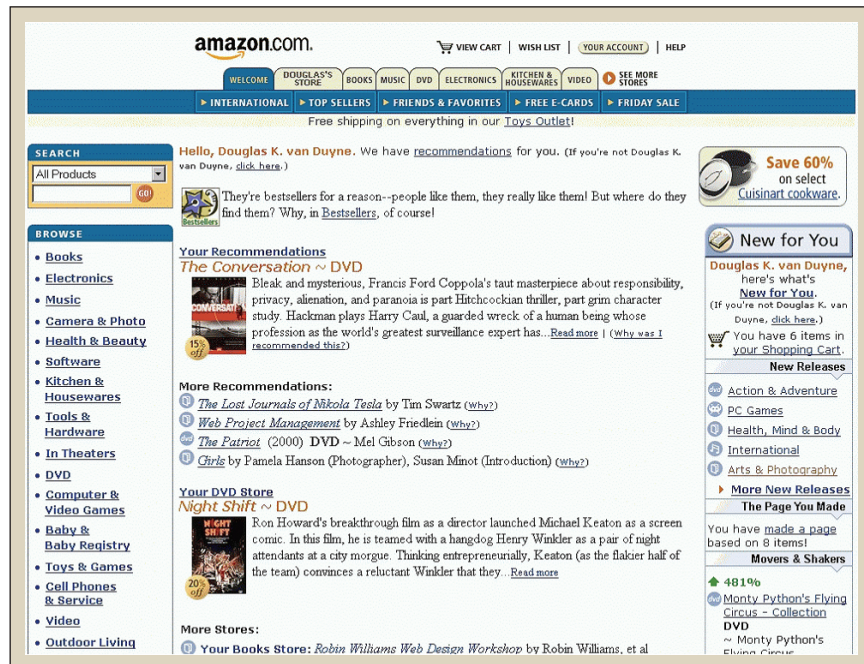 amazon.com.
VIEW CART | WISH LIST | YOUR ACCOUNT | HELP
WELCOME
DOUGLAS'S STORE
BOOKS
MUSIC
DVD
ELECTRONICS
KITCHEN & HOUSEWARES
VIDEO
SEE MORE STORES
INTERNATIONAL
TOP SELLERS
FRIENDS & FAVORITES
FREE E-CARDS
FRIDAY SALE
Free shipping on everything in our Toys Outlet!
SEARCH
All Products
GO!
BROWSE
• Books
• Electronics
• Music
• Camera & Photo
• Health & Beauty
• Software
• Kitchen &
Housewares
• Tools &
Hardware
• In Theaters
• DVD
• Computer &
Video Games
• Baby &
Baby Registry
• Toys & Games
• Cell Phones
& Service
• Video
• Outdoor Living
Hello, Douglas K. van Duyne. We have recommendations for you. (If you're not Douglas K.
van Duyne, click here.)
Bestsellers
They're bestsellers for a reason--people like them, they really like them! But where do they
find them? Why, in Bestsellers, of course!
Your Recommendations
The Conversation ~ DVD
15% off
Bleak and mysterious, Francis Ford Coppola's taut masterpiece about responsibility,
privacy, alienation, and paranoia is part Hitchcockian thriller, part grim character
study. Hackman plays Harry Caul, a guarded wreck of a human being whose
profession as the world's greatest surveillance expert has...Read more | (Why was I
recommended this?)
More Recommendations:
The Lost Journals of Nikola Tesla by Tim Swartz (Why?)
Web Project Management by Ashley Friedlein (Why?)
dvd The Patriot (2000) DVD ~ Mel Gibson (Why?)
Girls by Pamela Hanson (Photographer), Susan Minot (Introduction) (Why?)
Your DVD Store
Night Shift ~ DVD
NIGHT
SHIFT
20% off
Ron Howard's breakthrough film as a director launched Michael Keaton as a screen
comic. In this film, he is teamed with a hangdog Henry Winkler as a pair of night
attendants at a city morgue. Thinking entrepreneurially, Keaton (as the flakier half of
the team) convinces a reluctant Winkler that they...Read more
More Stores:
Your Books Store: Robin Williams Web Design Workshop by Robin Williams, et al
Save 60%
on select
Cuisinart cookware.
New for You
Douglas K. van Duyne,
here's what's
New for You.
(If you're not Douglas K. van
Duyne, click here.)
You have 6 items in
your Shopping Cart.
New Releases
dvd Action & Adventure
PC Games
Health, Mind & Body
International
Arts & Photography
More New Releases
The Page You Made
You have made a page
based on 8 items!
Movers & Shakers
481%
dvd Monty Python's Flying
Circus - Collection
DVD
~ Monty Python's
Flying Circus